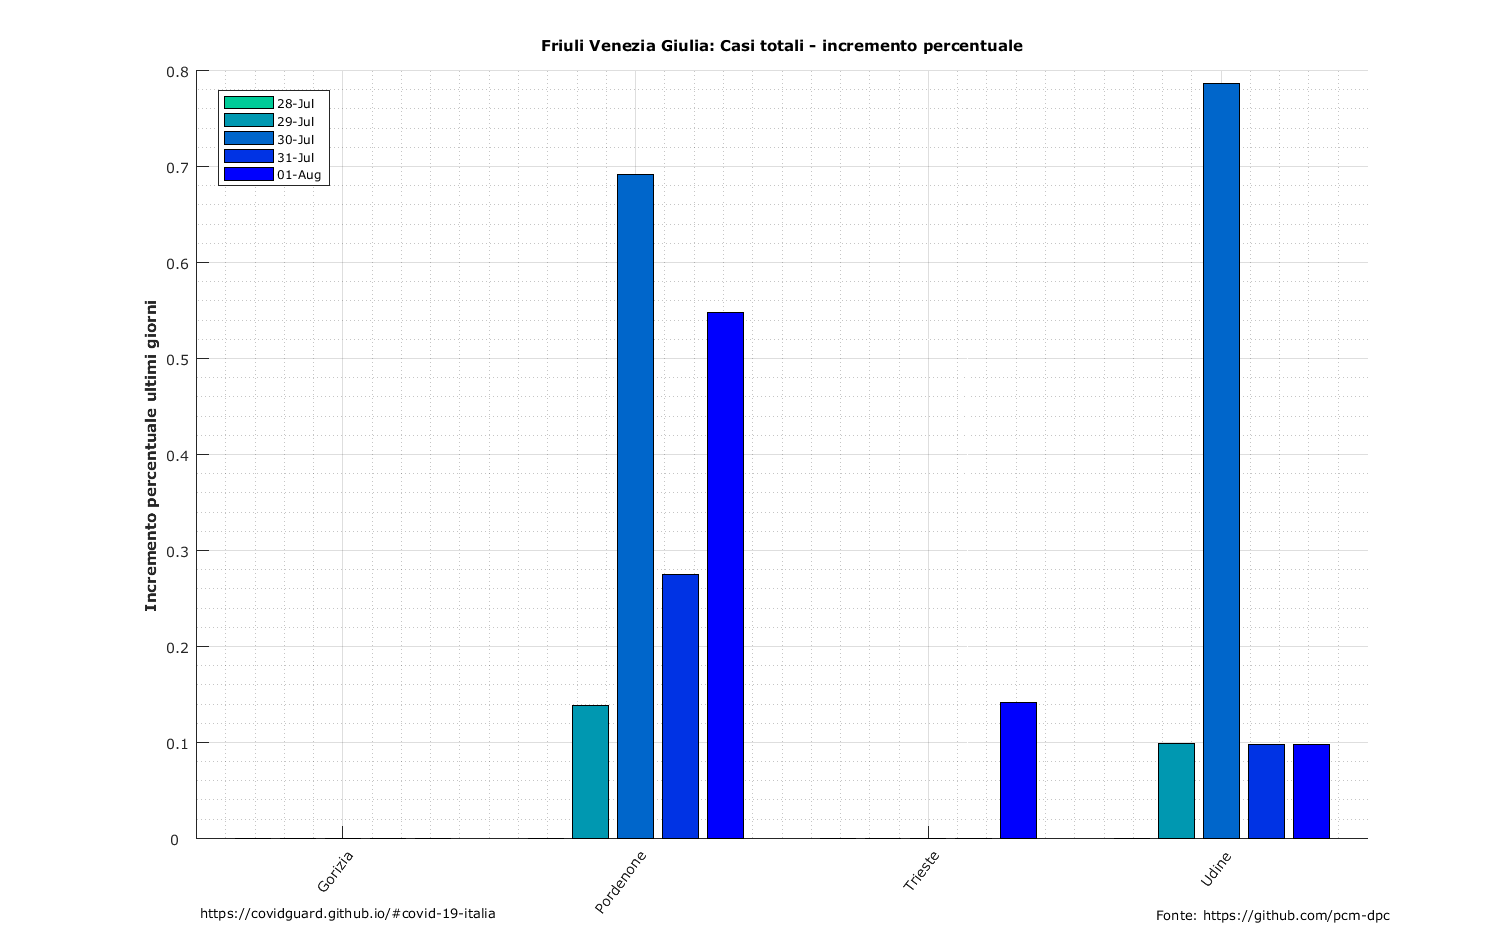 Friuli Venezia Giulia: Casi totali - incremento percentuale
28-Jul
29-Jul
30-Jul
31-Jul
01-Aug
Incremento percentuale ultimi giorni
0.8
0.7
0.6
0.5
0.4
0.3
0.2
0.1
0
Gorizia
Pordenone
Trieste
Udine
https://covidguard.github.io/#covid-19-italia
Fonte: https://github.com/pcm-dpc